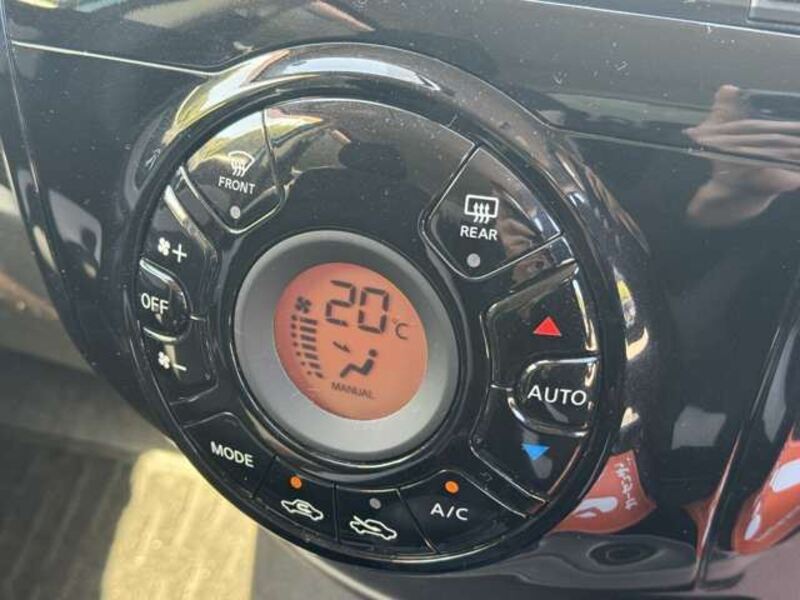 FRONT
REAR
+
OFF
-
20°C
MANUAL
AUTO
MODE
A/C